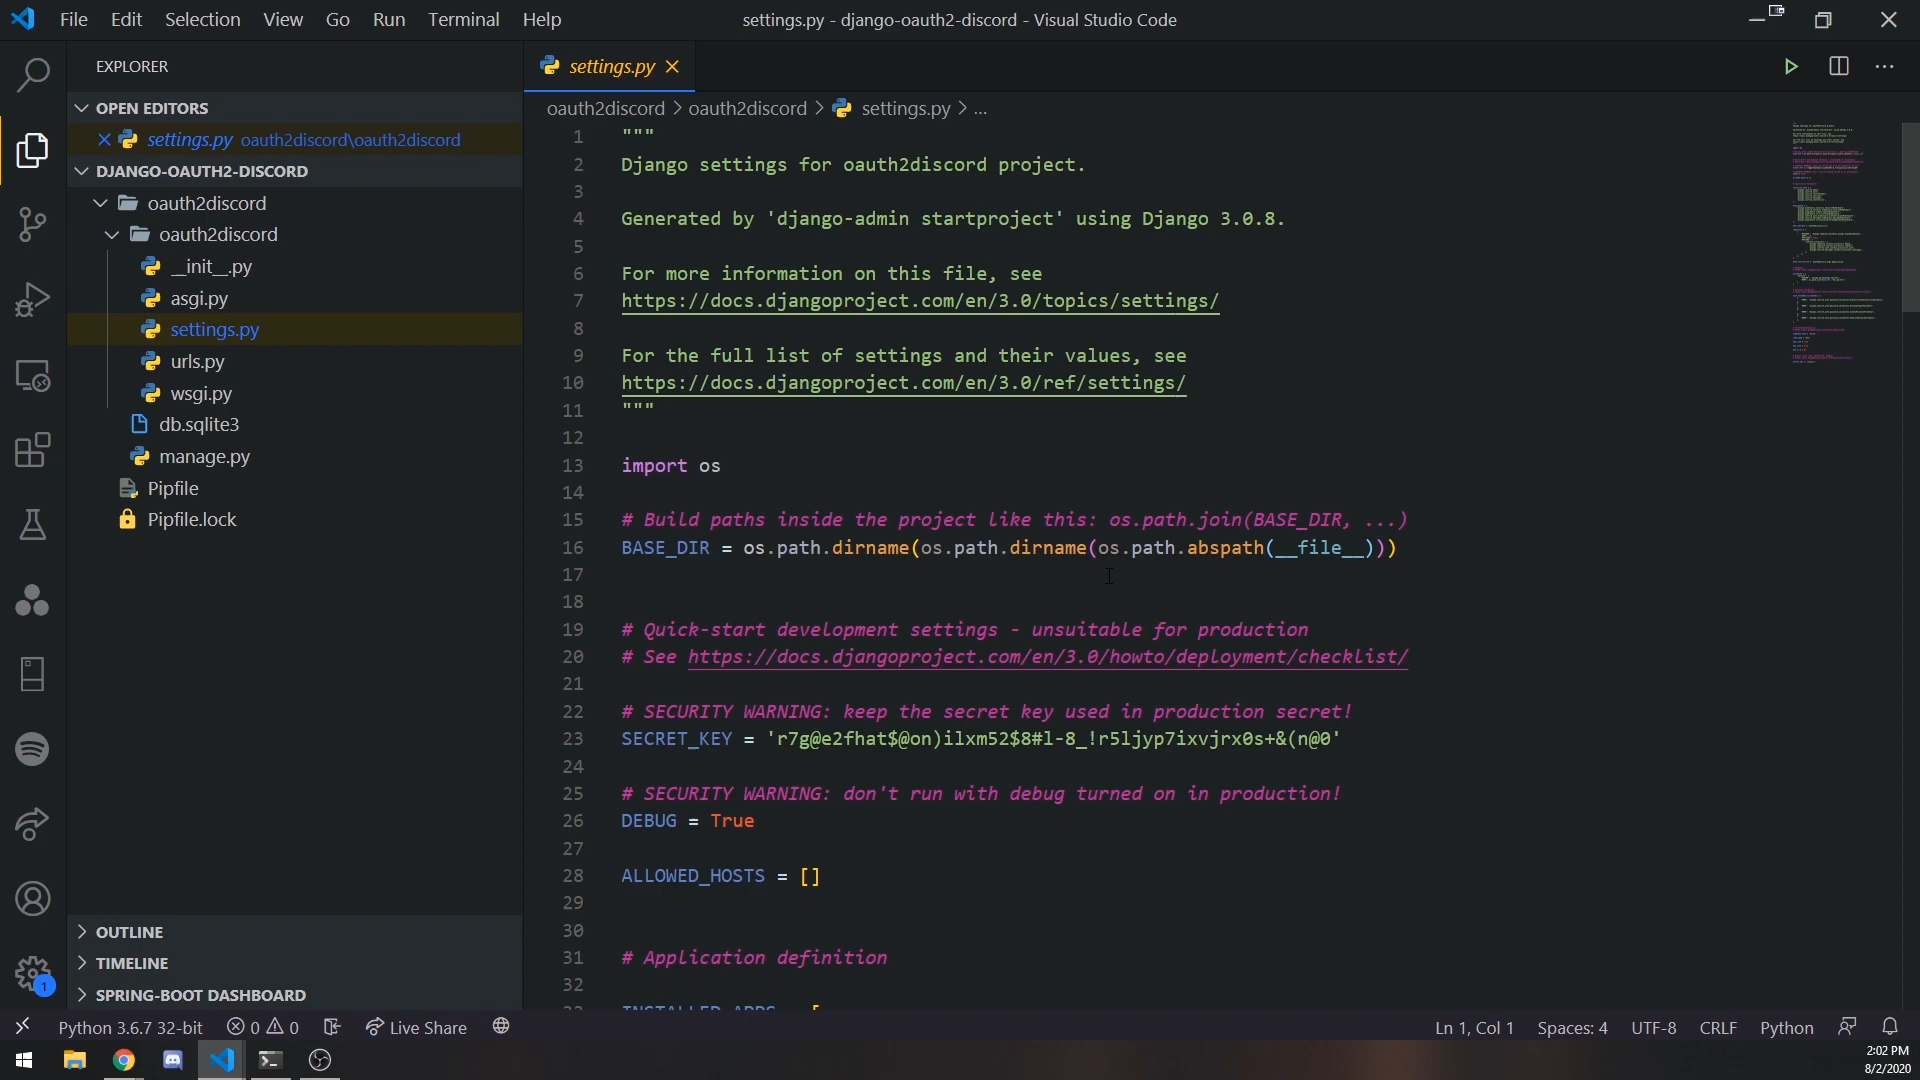 File Edit Selection View Go Run Terminal Help
settings.py - django-oauth2-discord - Visual Studio Code
EXPLORER
OPEN EDITORS
settings.py oauth2discord\oauth2discord
DJANGO-OAUTH2-DISCORD
oauth2discord
oauth2discord
__init__.py
asgi.py
settings.py
urls.py
wsgi.py
db.sqlite3
manage.py
Pipfile
Pipfile.lock
OUTLINE
TIMELINE
SPRING-BOOT DASHBOARD
1
settings.py
oauth2discord > oauth2discord > settings.py > ...
1 """
2 Django settings for oauth2discord project.
3
4 Generated by 'django-admin startproject' using Django 3.0.8.
5
6 For more information on this file, see
7 https://docs.djangoproject.com/en/3.0/topics/settings/
8
9 For the full list of settings and their values, see
10 https://docs.djangoproject.com/en/3.0/ref/settings/
11 """
12
13 import os
14
15 # Build paths inside the project like this: os.path.join(BASE_DIR, ...)
16 BASE_DIR = os.path.dirname(os.path.dirname(os.path.abspath(__file__)))
17
18
19 # Quick-start development settings - unsuitable for production
20 # See https://docs.djangoproject.com/en/3.0/howto/deployment/checklist/
21
22 # SECURITY WARNING: keep the secret key used in production secret!
23 SECRET_KEY = 'r7g@e2fhat$@on)ilxm52$8#l-8_!r5ljyp7ixvjrx0s+&(n@0'
24
25 # SECURITY WARNING: don't run with debug turned on in production!
26 DEBUG = True
27
28 ALLOWED_HOSTS = []
29
30
31 # Application definition
32
33 INSTALLED_APPS = [
Python 3.6.7 32-bit 0 0 Live Share
Ln 1, Col 1 Spaces: 4 UTF-8 CRLF Python
2:02 PM
8/2/2020